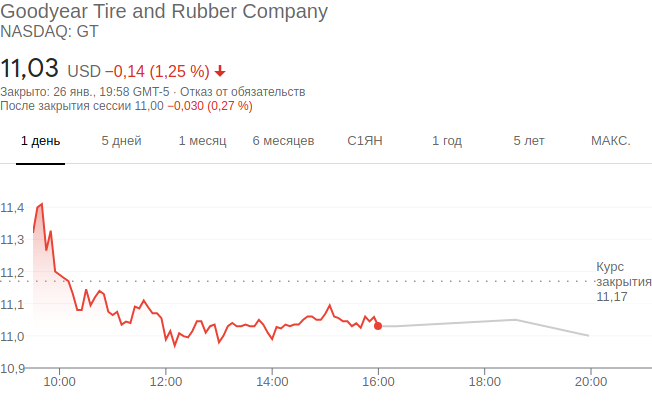 Goodyear Tire and Rubber Company
NASDAQ: GT
11,03 USD −0,14 (1,25 %)
Закрыто: 26 янв., 19:58 GMT-5 · Отказ от обязательств
После закрытия сессии 11,00 −0,030 (0,27 %)
1 день 5 дней 1 месяц 6 месяцев С1ЯН 1 год 5 лет МАКС.
11,4
11,3
11,2
11,1
11,0
10,9
Курс
закрытия
11,17
10:00 12:00 14:00 16:00 18:00 20:00